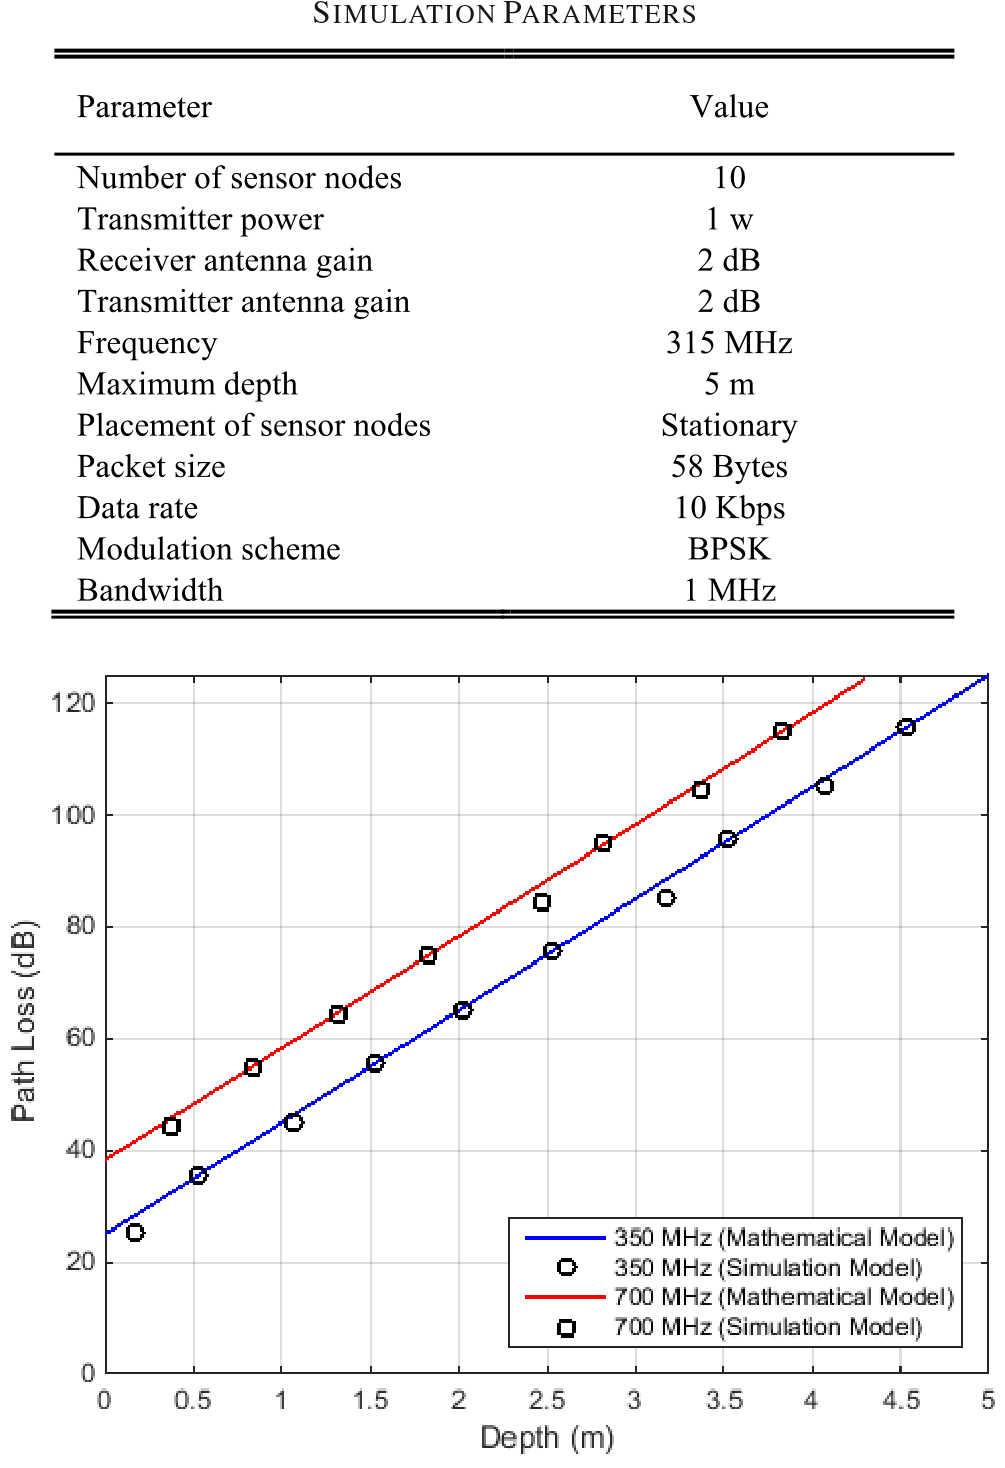 SIMULATION PARAMETERS
Parameter Value
Number of sensor nodes 10
Transmitter power 1 w
Receiver antenna gain 2 dB
Transmitter antenna gain 2 dB
Frequency 315 MHz
Maximum depth 5 m
Placement of sensor nodes Stationary
Packet size 58 Bytes
Data rate 10 Kbps
Modulation scheme BPSK
Bandwidth 1 MHz
120
100
80
60
40
20
0
Path Loss (dB)
350 MHz (Mathematical Model)
350 MHz (Simulation Model)
700 MHz (Mathematical Model)
700 MHz (Simulation Model)
0 0.5 1 1.5 2 2.5 3 3.5 4 4.5 5
Depth (m)